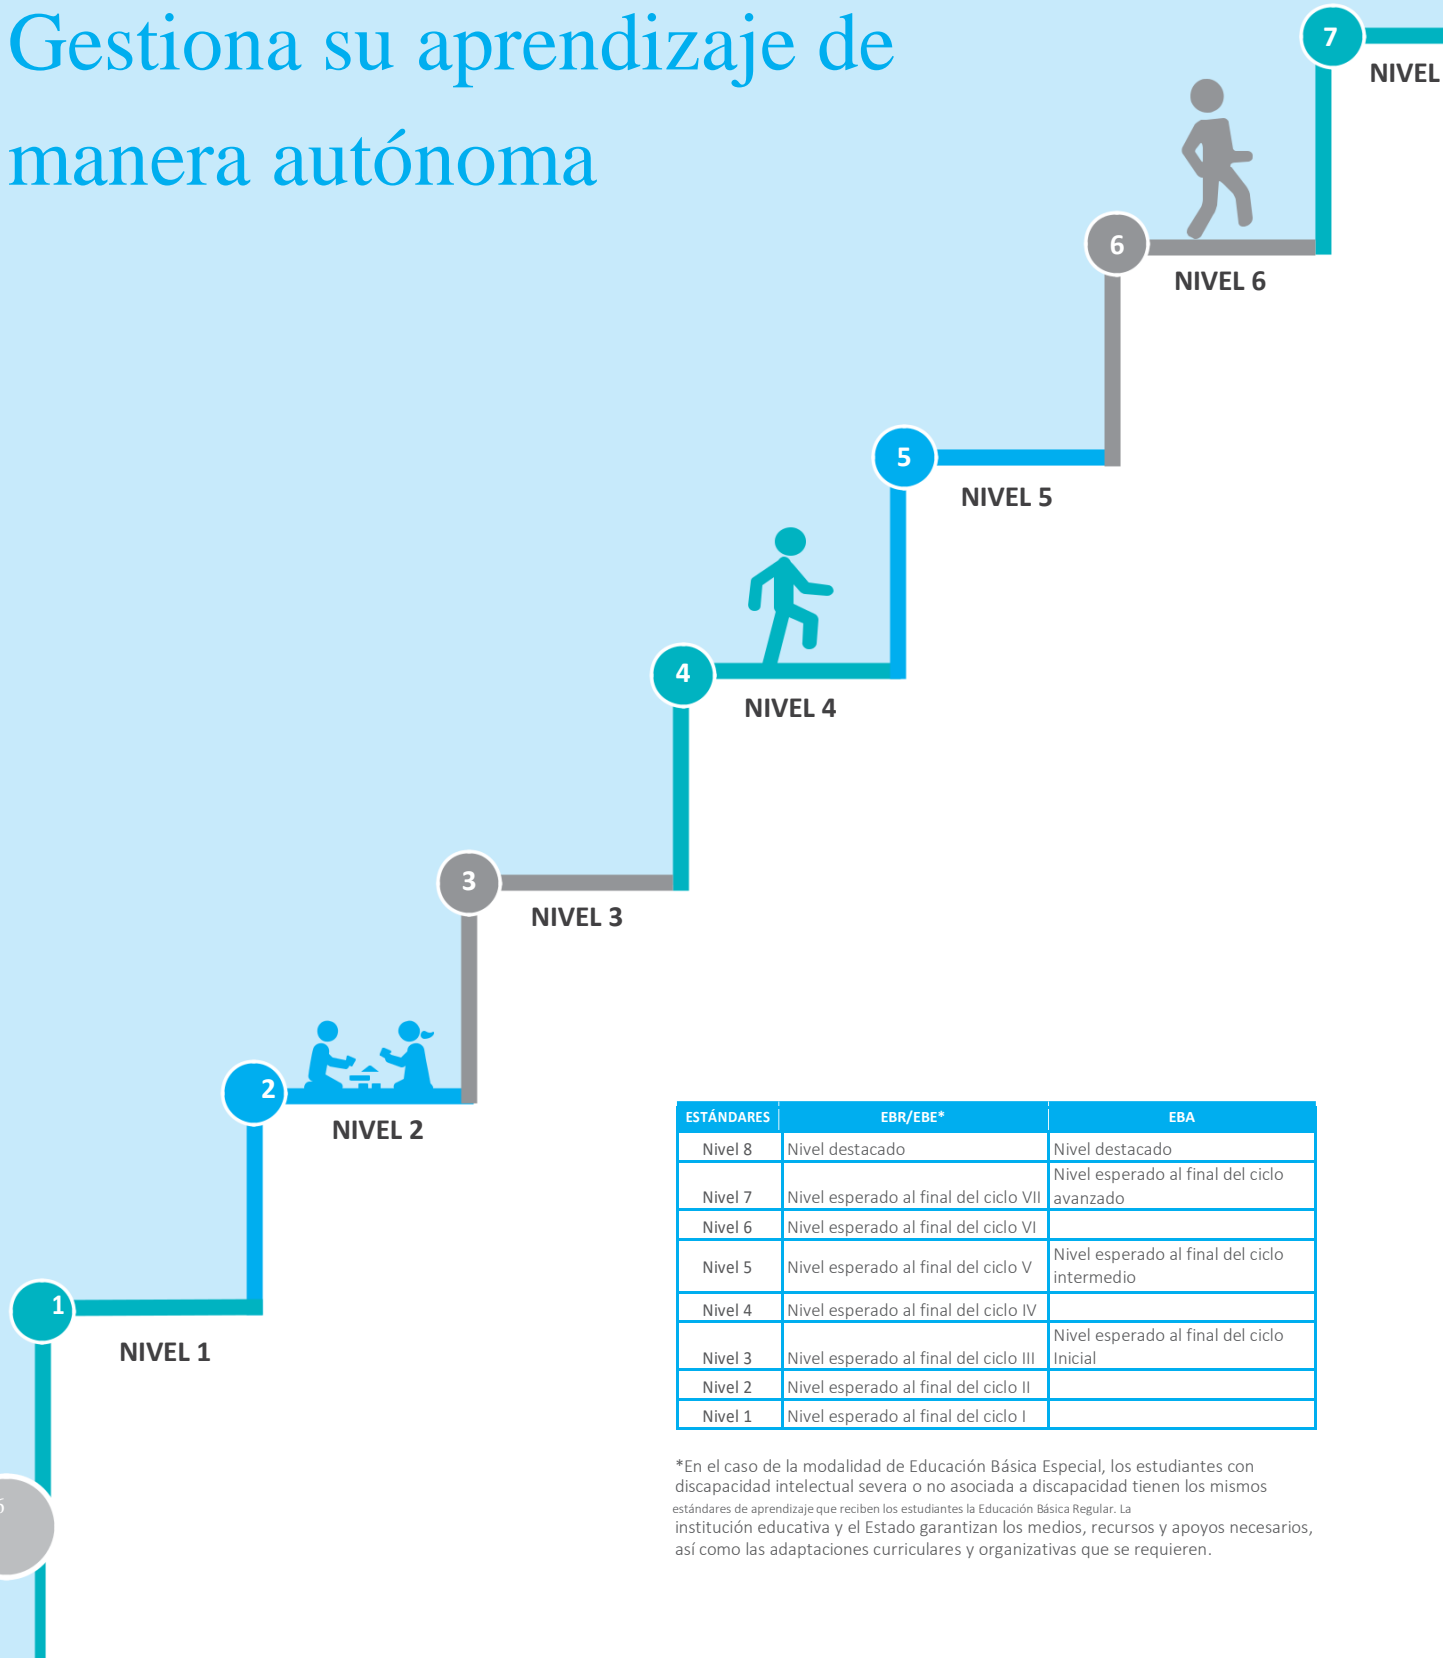 Gestiona su aprendizaje de
manera autónoma
7
NIVEL
6
NIVEL 6
5
NIVEL 5
4
NIVEL 4
3
NIVEL 3
2
NIVEL 2
1
NIVEL 1
ESTÁNDARES EBR/EBE* EBA
Nivel 8 Nivel destacado Nivel destacado
Nivel 7 Nivel esperado al final del ciclo VII Nivel esperado al final del ciclo
avanzado
Nivel 6 Nivel esperado al final del ciclo VI
Nivel 5 Nivel esperado al final del ciclo V Nivel esperado al final del ciclo
intermedio
Nivel 4 Nivel esperado al final del ciclo IV
Nivel 3 Nivel esperado al final del ciclo III Nivel esperado al final del ciclo
Inicial
Nivel 2 Nivel esperado al final del ciclo II
Nivel 1 Nivel esperado al final del ciclo I
*En el caso de la modalidad de Educación Básica Especial, los estudiantes con
discapacidad intelectual severa o no asociada a discapacidad tienen los mismos
estándares de aprendizaje que reciben los estudiantes la Educación Básica Regular. La
institución educativa y el Estado garantizan los medios, recursos y apoyos necesarios,
así como las adaptaciones curriculares y organizativas que se requieren.